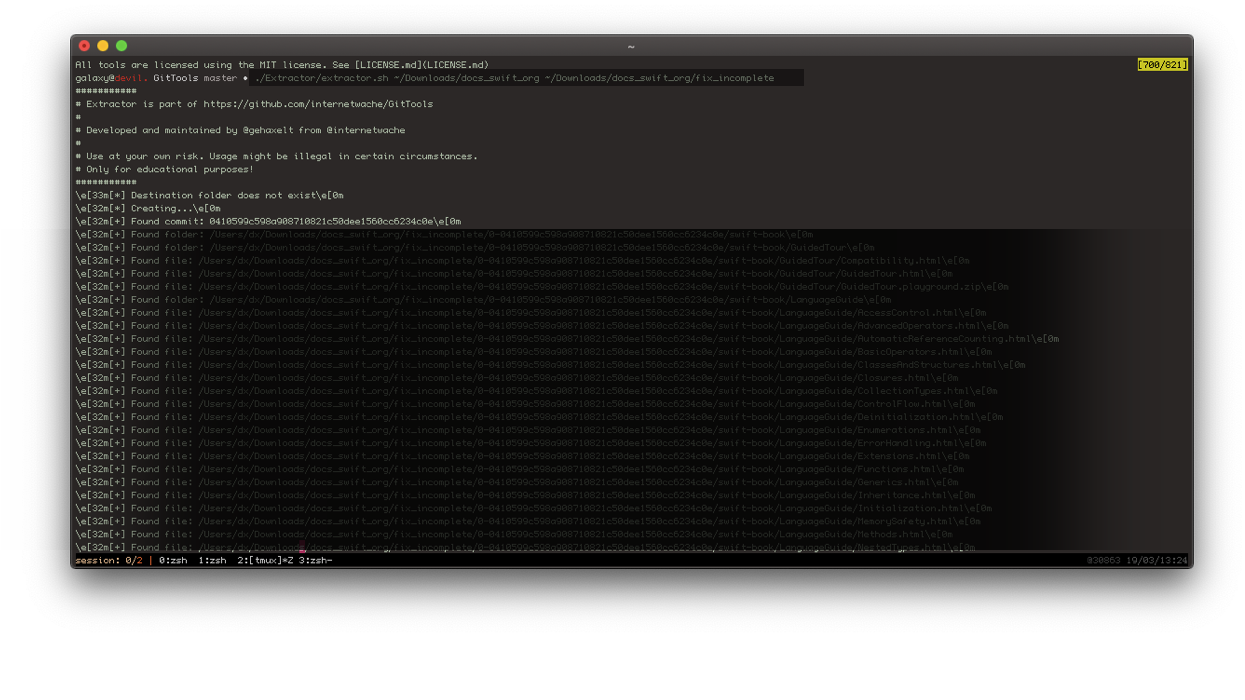 ~
All tools are licensed using the MIT license. See [LICENSE.md](LICENSE.md)
[700/821]
galaxy@devil. GitTools master • ./Extractor/extractor.sh ~/Downloads/docs_swift_org ~/Downloads/docs_swift_org/fix_incomplete
###########
# Extractor is part of https://github.com/internetwache/GitTools
#
# Developed and maintained by @gehaxelt from @internetwache
#
# Use at your own risk. Usage might be illegal in certain circumstances.
# Only for educational purposes!
###########
\e[33m[*] Destination folder does not exist\e[0m
\e[32m[*] Creating...\e[0m
\e[32m[+] Found commit: 0410599c598a908710821c50dee1560cc6234c0e\e[0m
\e[32m[+] Found folder: /Users/dx/Downloads/docs_swift_org/fix_incomplete/0-0410599c598a908710821c50dee1560cc6234c0e/swift-book\e[0m
\e[32m[+] Found folder: /Users/dx/Downloads/docs_swift_org/fix_incomplete/0-0410599c598a908710821c50dee1560cc6234c0e/swift-book/GuidedTour\e[0m
\e[32m[+] Found file: /Users/dx/Downloads/docs_swift_org/fix_incomplete/0-0410599c598a908710821c50dee1560cc6234c0e/swift-book/GuidedTour/Compatibility.html\e[0m
\e[32m[+] Found file: /Users/dx/Downloads/docs_swift_org/fix_incomplete/0-0410599c598a908710821c50dee1560cc6234c0e/swift-book/GuidedTour/GuidedTour.html\e[0m
\e[32m[+] Found file: /Users/dx/Downloads/docs_swift_org/fix_incomplete/0-0410599c598a908710821c50dee1560cc6234c0e/swift-book/GuidedTour/GuidedTour.playground.zip\e[0m
\e[32m[+] Found folder: /Users/dx/Downloads/docs_swift_org/fix_incomplete/0-0410599c598a908710821c50dee1560cc6234c0e/swift-book/LanguageGuide\e[0m
\e[32m[+] Found file: /Users/dx/Downloads/docs_swift_org/fix_incomplete/0-0410599c598a908710821c50dee1560cc6234c0e/swift-book/LanguageGuide/AccessControl.html\e[0m
\e[32m[+] Found file: /Users/dx/Downloads/docs_swift_org/fix_incomplete/0-0410599c598a908710821c50dee1560cc6234c0e/swift-book/LanguageGuide/AdvancedOperators.html\e[0m
\e[32m[+] Found file: /Users/dx/Downloads/docs_swift_org/fix_incomplete/0-0410599c598a908710821c50dee1560cc6234c0e/swift-book/LanguageGuide/AutomaticReferenceCounting.html\e[0m
\e[32m[+] Found file: /Users/dx/Downloads/docs_swift_org/fix_incomplete/0-0410599c598a908710821c50dee1560cc6234c0e/swift-book/LanguageGuide/BasicOperators.html\e[0m
\e[32m[+] Found file: /Users/dx/Downloads/docs_swift_org/fix_incomplete/0-0410599c598a908710821c50dee1560cc6234c0e/swift-book/LanguageGuide/ClassesAndStructures.html\e[0m
\e[32m[+] Found file: /Users/dx/Downloads/docs_swift_org/fix_incomplete/0-0410599c598a908710821c50dee1560cc6234c0e/swift-book/LanguageGuide/Closures.html\e[0m
\e[32m[+] Found file: /Users/dx/Downloads/docs_swift_org/fix_incomplete/0-0410599c598a908710821c50dee1560cc6234c0e/swift-book/LanguageGuide/CollectionTypes.html\e[0m
\e[32m[+] Found file: /Users/dx/Downloads/docs_swift_org/fix_incomplete/0-0410599c598a908710821c50dee1560cc6234c0e/swift-book/LanguageGuide/ControlFlow.html\e[0m
\e[32m[+] Found file: /Users/dx/Downloads/docs_swift_org/fix_incomplete/0-0410599c598a908710821c50dee1560cc6234c0e/swift-book/LanguageGuide/Deinitialization.html\e[0m
\e[32m[+] Found file: /Users/dx/Downloads/docs_swift_org/fix_incomplete/0-0410599c598a908710821c50dee1560cc6234c0e/swift-book/LanguageGuide/Enumerations.html\e[0m
\e[32m[+] Found file: /Users/dx/Downloads/docs_swift_org/fix_incomplete/0-0410599c598a908710821c50dee1560cc6234c0e/swift-book/LanguageGuide/ErrorHandling.html\e[0m
\e[32m[+] Found file: /Users/dx/Downloads/docs_swift_org/fix_incomplete/0-0410599c598a908710821c50dee1560cc6234c0e/swift-book/LanguageGuide/Extensions.html\e[0m
\e[32m[+] Found file: /Users/dx/Downloads/docs_swift_org/fix_incomplete/0-0410599c598a908710821c50dee1560cc6234c0e/swift-book/LanguageGuide/Functions.html\e[0m
\e[32m[+] Found file: /Users/dx/Downloads/docs_swift_org/fix_incomplete/0-0410599c598a908710821c50dee1560cc6234c0e/swift-book/LanguageGuide/Generics.html\e[0m
\e[32m[+] Found file: /Users/dx/Downloads/docs_swift_org/fix_incomplete/0-0410599c598a908710821c50dee1560cc6234c0e/swift-book/LanguageGuide/Inheritance.html\e[0m
\e[32m[+] Found file: /Users/dx/Downloads/docs_swift_org/fix_incomplete/0-0410599c598a908710821c50dee1560cc6234c0e/swift-book/LanguageGuide/Initialization.html\e[0m
\e[32m[+] Found file: /Users/dx/Downloads/docs_swift_org/fix_incomplete/0-0410599c598a908710821c50dee1560cc6234c0e/swift-book/LanguageGuide/MemorySafety.html\e[0m
\e[32m[+] Found file: /Users/dx/Downloads/docs_swift_org/fix_incomplete/0-0410599c598a908710821c50dee1560cc6234c0e/swift-book/LanguageGuide/Methods.html\e[0m
\e[32m[+] Found file: /Users/dx/Downloads/docs_swift_org/fix_incomplete/0-0410599c598a908710821c50dee1560cc6234c0e/swift-book/LanguageGuide/NestedTypes.html\e[0m
session: 0/2 | 0:zsh 1:zsh 2:[tmux]*Z 3:zsh-
@30863 19/03/13:24